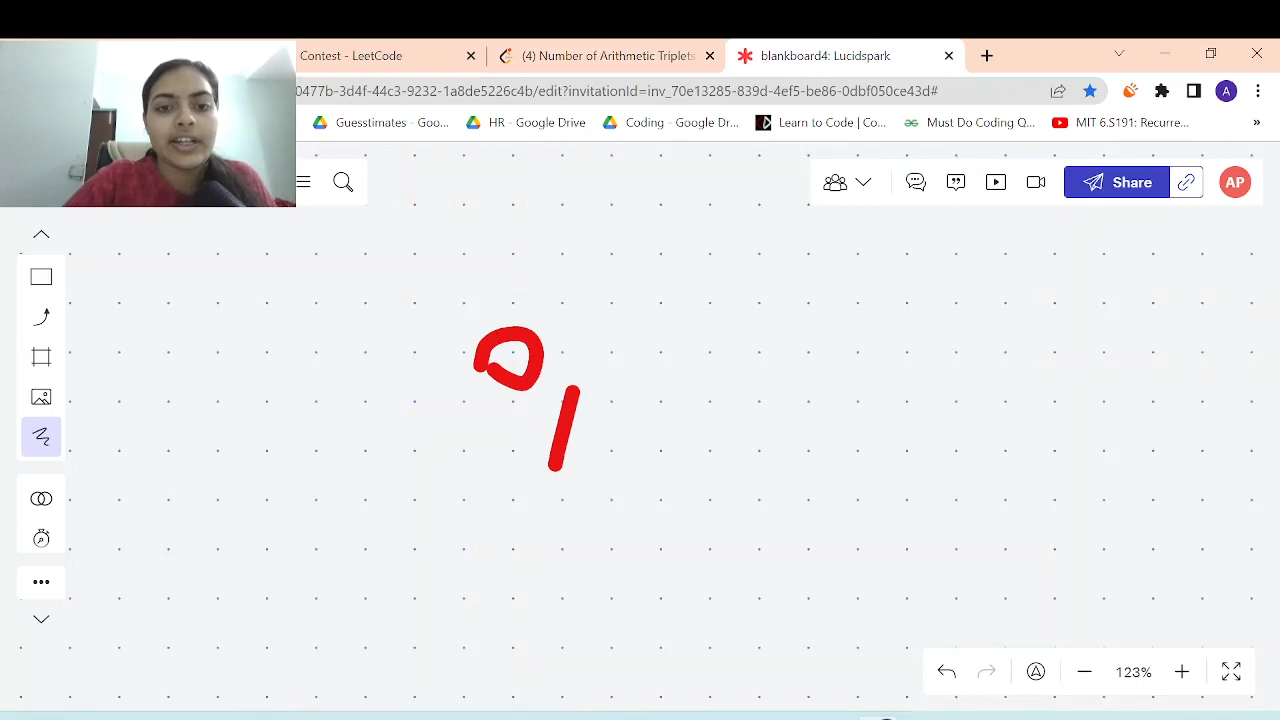 Contest - LeetCode
(4) Number of Arithmetic Triplets
blankboard4: Lucidspark
0477b-3d4f-44c3-9232-1a8de5226c4b/edit?invitationId=inv_70e13285-839d-4ef5-be86-0dbf050ce43d#
A
Guesstimates - Goo...
HR - Google Drive
Coding - Google Dr...
Learn to Code | Co...
Must Do Coding Q...
MIT 6.S191: Recurre...
»
Share
AP
123%